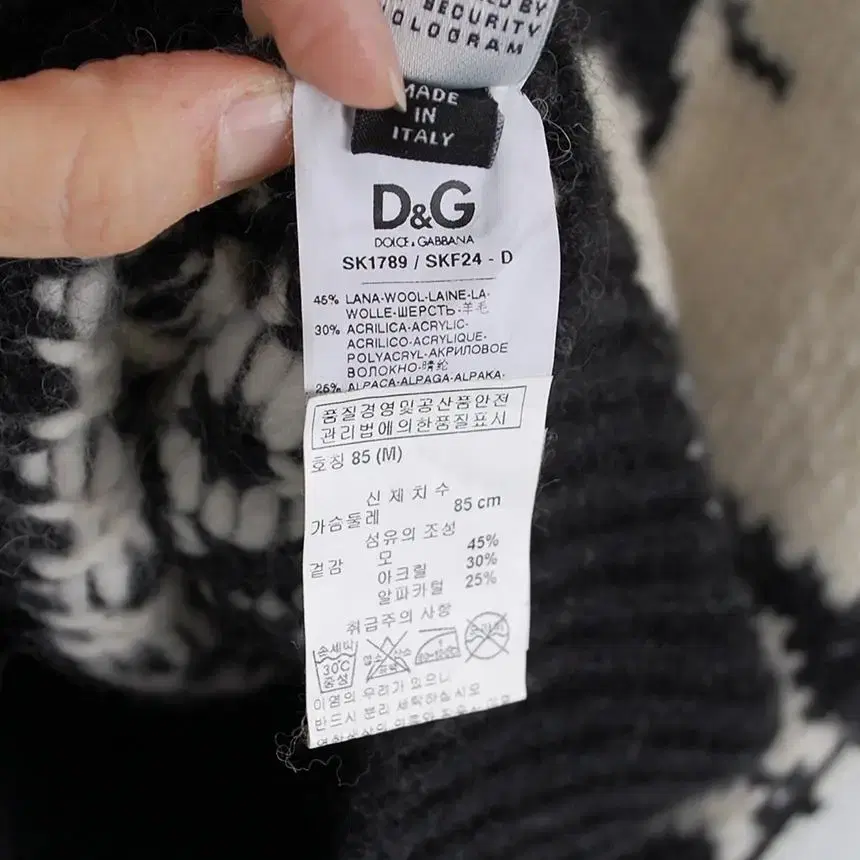 BY
SECURITY
HOLOGRAM
MADE
IN
ITALY
D&G
DOLCE & GABBANA
SK1789 / SKF24 - D
45% LANA-WOOL-LAINE-LA-
WOLLE-ШЕРСТЬ-羊毛
30% ACRILICA-ACRYLIC-
ACRILICO-ACRYLIQUE-
POLYACRYL-АКРИЛОВОЕ
ВОЛОКНО-晴纶
25% ALPACA-ALPAGA-ALPAKA-
품질경영및공산품안전
관리법에의한품질표시
호칭 85 (M)
신체치수
가슴둘레 85 cm
섬유의 조성
겉감 모 45%
아크릴 30%
알파카털 25%
취급주의 사항
손세탁
30°C
중성
이염의 우려가 있으니
반드시 분리 세탁하십시오